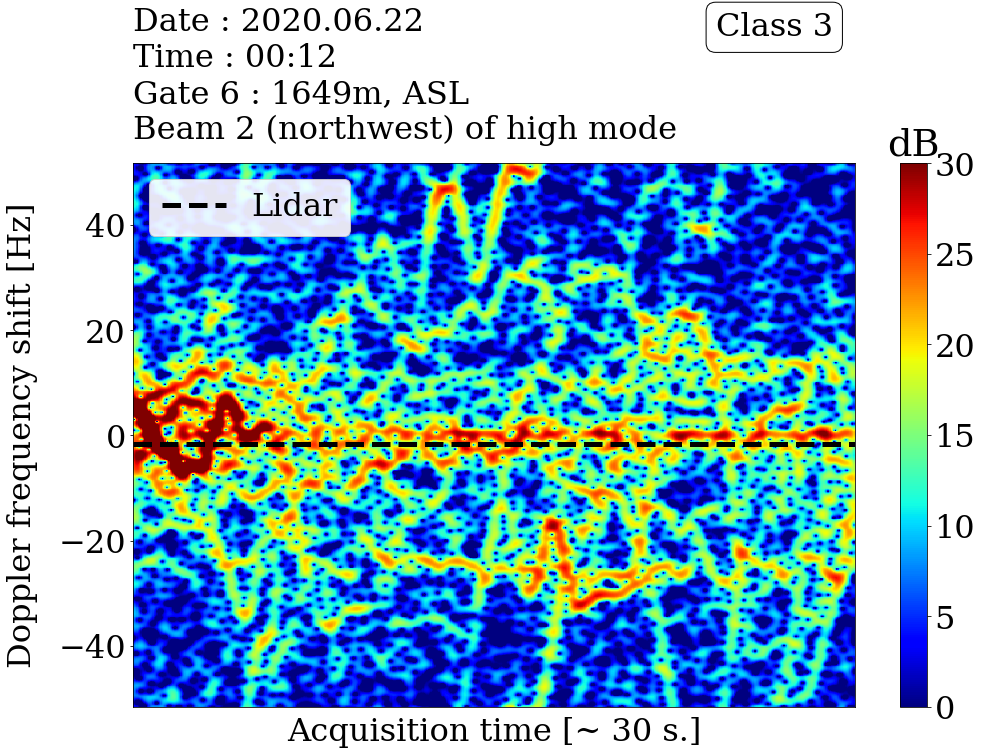 Date : 2020.06.22
Time : 00:12
Gate 6 : 1649m, ASL
Beam 2 (northwest) of high mode
Class 3
dB
Lidar
Doppler frequency shift [Hz]
40
20
0
−20
−40
30
25
20
15
10
5
0
Acquisition time [~ 30 s.]